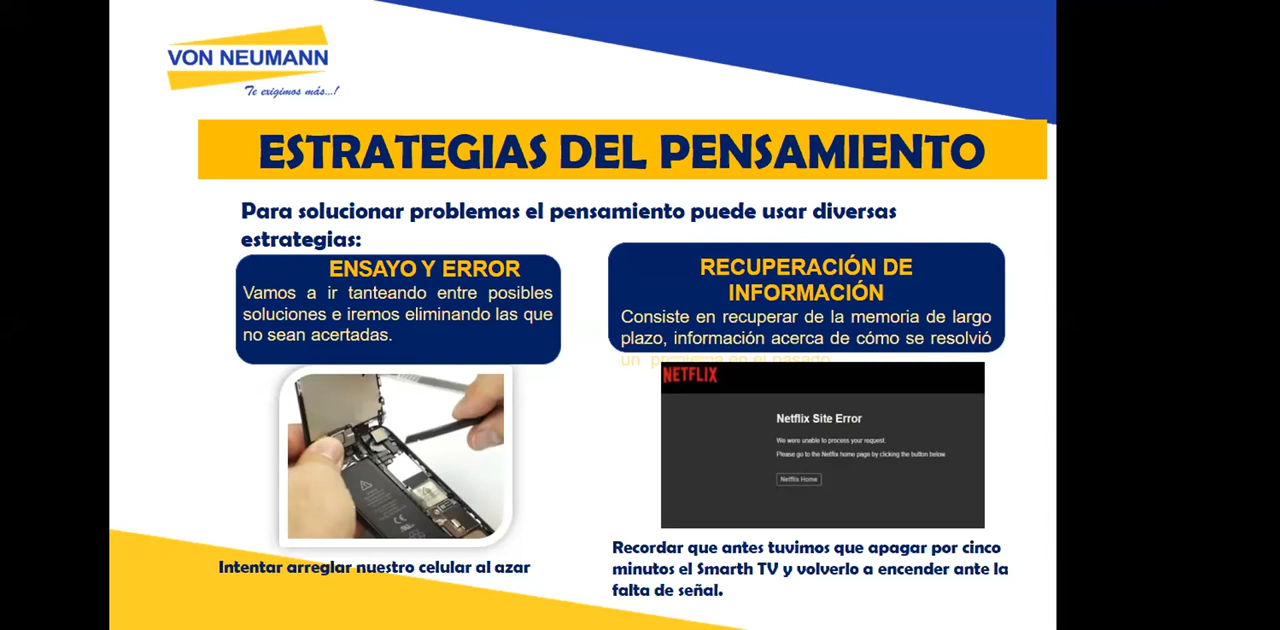 VON NEUMANN
Te exigimos más...!
ESTRATEGIAS DEL PENSAMIENTO
Para solucionar problemas el pensamiento puede usar diversas
estrategias:
ENSAYO Y ERROR
Vamos a ir tanteando entre posibles
soluciones e iremos eliminando las que
no sean acertadas.
Intentar arreglar nuestro celular al azar
RECUPERACIÓN DE
INFORMACIÓN
Consiste en recuperar de la memoria de largo
plazo, información acerca de cómo se resolvió
un problema en el pasado
NETFLIX
Netflix Site Error
We were unable to process your request.
Please go to the Netflix home page by clicking the button below
Netflix Home
Recordar que antes tuvimos que apagar por cinco
minutos el Smarth TV y volverlo a encender ante la
falta de señal.